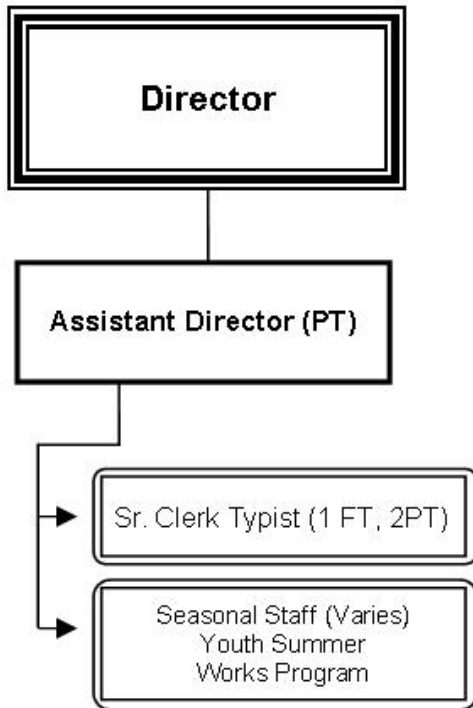 Director
Assistant Director (PT)
Sr. Clerk Typist (1 FT, 2PT)
Seasonal Staff (Varies)
Youth Summer
Works Program